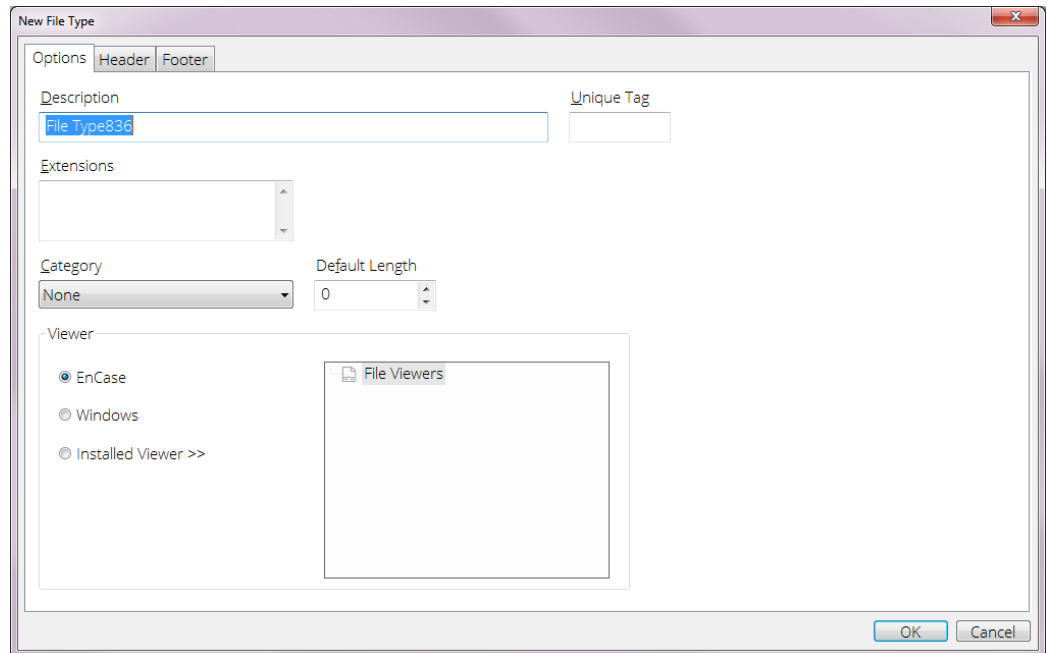 New File Type
Options Header Footer
Description Unique Tag
File Type836
Extensions
Category Default Length
None 0
Viewer
EnCase File Viewers
Windows
Installed Viewer >>
OK Cancel